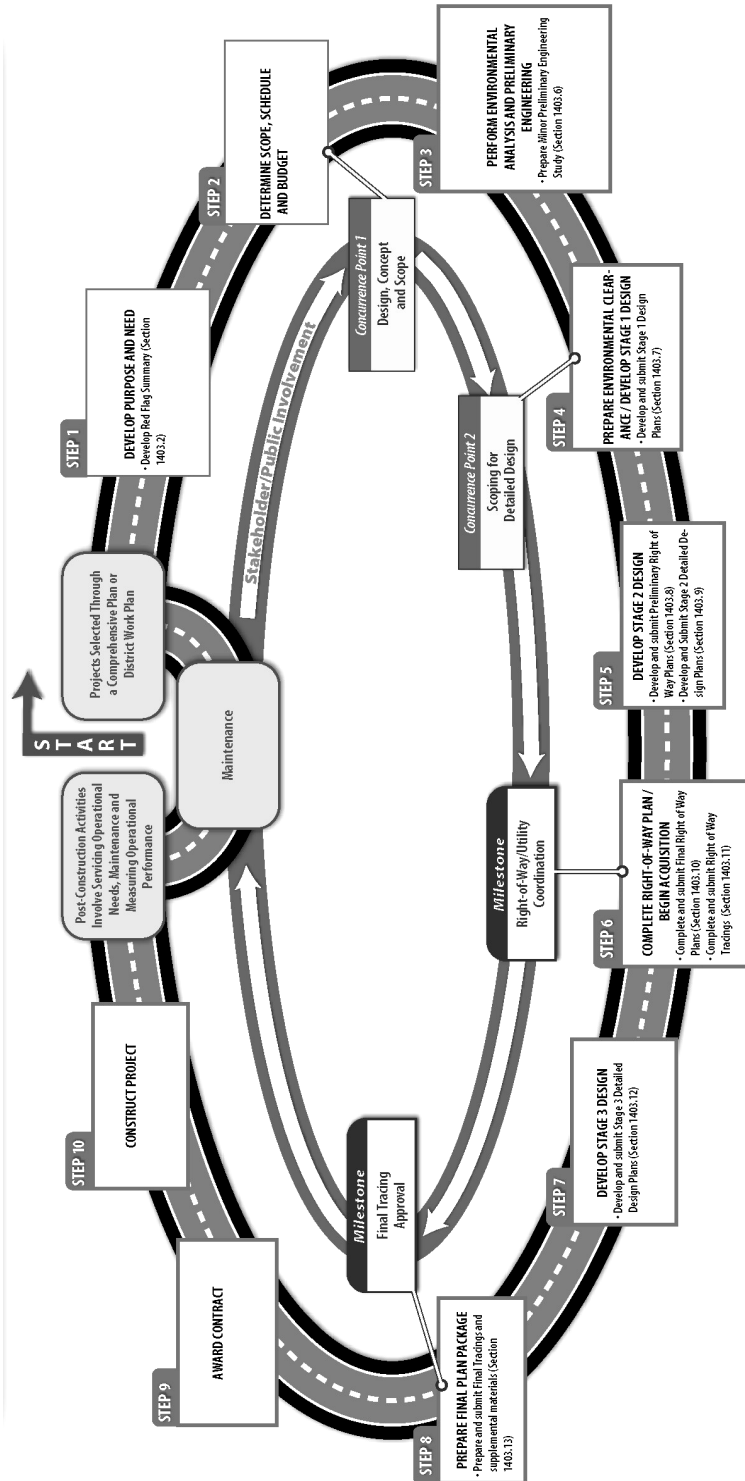 START
Projects Selected Through
a Comprehensive Plan or
District Work Plan
STEP 1
DEVELOP PURPOSE AND NEED
• Develop Red Flag Summary (Section
1403.2)
STEP 2
DETERMINE SCOPE, SCHEDULE
AND BUDGET
Concurrence Point 1
Design, Concept
and Scope
STEP 3
PERFORM ENVIRONMENTAL
ANALYSIS AND PRELIMINARY
ENGINEERING
• Prepare Minor Preliminary Engineering
Study (Section 1403.6)
STEP 4
PREPARE ENVIRONMENTAL CLEAR-
ANCE / DEVELOP STAGE 1 DESIGN
• Develop and submit Stage 1 Design
Plans (Section 1403.7)
Concurrence Point 2
Scoping for
Detailed Design
STEP 5
DEVELOP STAGE 2 DESIGN
• Develop and submit Preliminary Right of
Way Plans (Section 1403.8)
• Develop and Submit Stage 2 Detailed De-
sign Plans (Section 1403.9)
STEP 6
COMPLETE RIGHT-OF-WAY PLAN /
BEGIN ACQUISITION
• Complete and submit Final Right of Way
Plans (Section 1403.10)
• Complete and submit Right of Way
Tracings (Section 1403.11)
Milestone
Right-of-Way/Utility
Coordination
STEP 7
DEVELOP STAGE 3 DESIGN
• Develop and submit Stage 3 Detailed
Design Plans (Section 1403.12)
STEP 8
PREPARE FINAL PLAN PACKAGE
• Prepare and submit Final Tracings and
supplemental materials (Section
1403.13)
Milestone
Final Tracing
Approval
STEP 9
AWARD CONTRACT
STEP 10
CONSTRUCT PROJECT
Post-Construction Activities
Involve Servicing Operational
Needs, Maintenance and
Measuring Operational
Performance
Maintenance
Stakeholder/Public Involvement